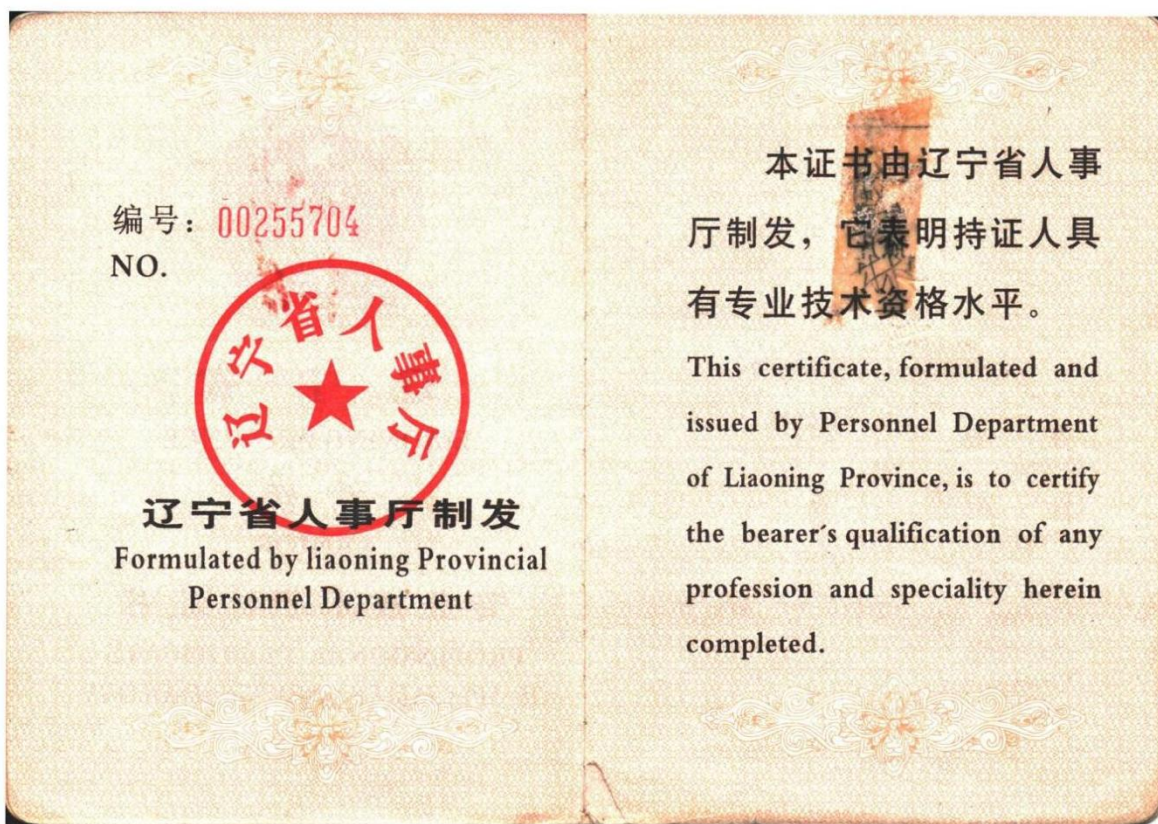 编号：00255704
NO.
辽宁省人事厅
辽宁省人事厅制发
Formulated by liaoning Provincial
Personnel Department
本证书由辽宁省人事
厅制发，它表明持证人具
有专业技术资格水平。
This certificate, formulated and
issued by Personnel Department
of Liaoning Province, is to certify
the bearer's qualification of any
profession and speciality herein
completed.